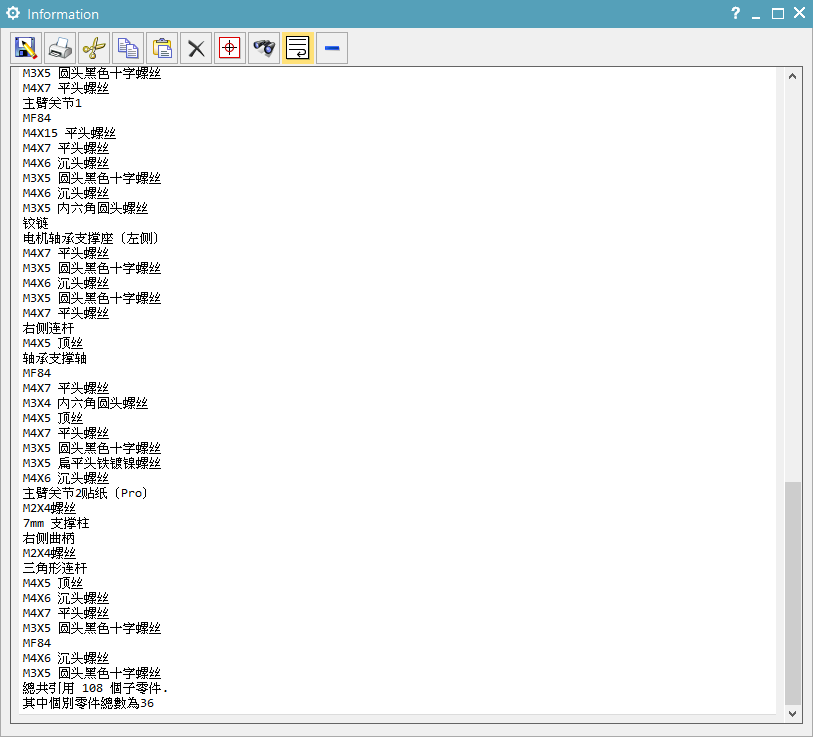 Information
M3X5 圆头黑色十字螺丝
M4X7 平头螺丝
主臂关节1
MF84
M4X15 平头螺丝
M4X7 平头螺丝
M4X6 沉头螺丝
M3X5 圆头黑色十字螺丝
M4X6 沉头螺丝
M3X5 内六角圆头螺丝
铰链
电机轴承支撑座（左侧）
M4X7 平头螺丝
M3X5 圆头黑色十字螺丝
M4X6 沉头螺丝
M3X5 圆头黑色十字螺丝
M4X7 平头螺丝
右侧连杆
M4X5 顶丝
轴承支撑轴
MF84
M4X7 平头螺丝
M3X4 内六角圆头螺丝
M4X5 顶丝
M4X7 平头螺丝
M3X5 圆头黑色十字螺丝
M3X5 扁平头铁镀镍螺丝
M4X6 沉头螺丝
主臂关节2贴纸（Pro）
M2X4螺丝
7mm 支撑柱
右侧曲柄
M2X4螺丝
三角形连杆
M4X5 顶丝
M4X6 沉头螺丝
M4X7 平头螺丝
M3X5 圆头黑色十字螺丝
MF84
M4X6 沉头螺丝
M3X5 圆头黑色十字螺丝
總共引用 108 個子零件.
其中個別零件總數為36